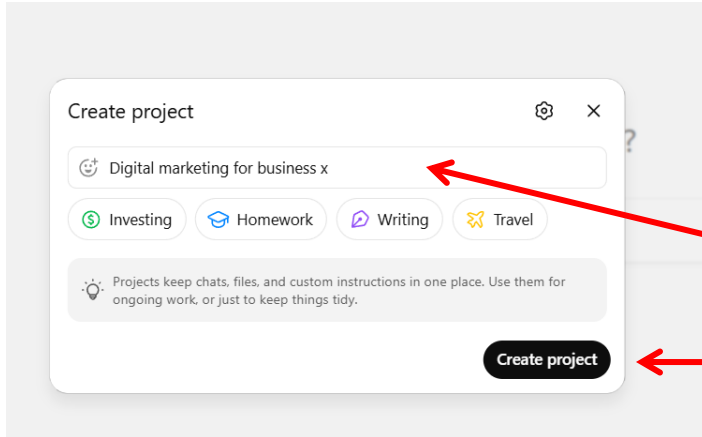 Create project
?
Digital marketing for business x
Investing
Homework
Writing
Travel
Projects keep chats, files, and custom instructions in one place. Use them for
ongoing work, or just to keep things tidy.
Create project